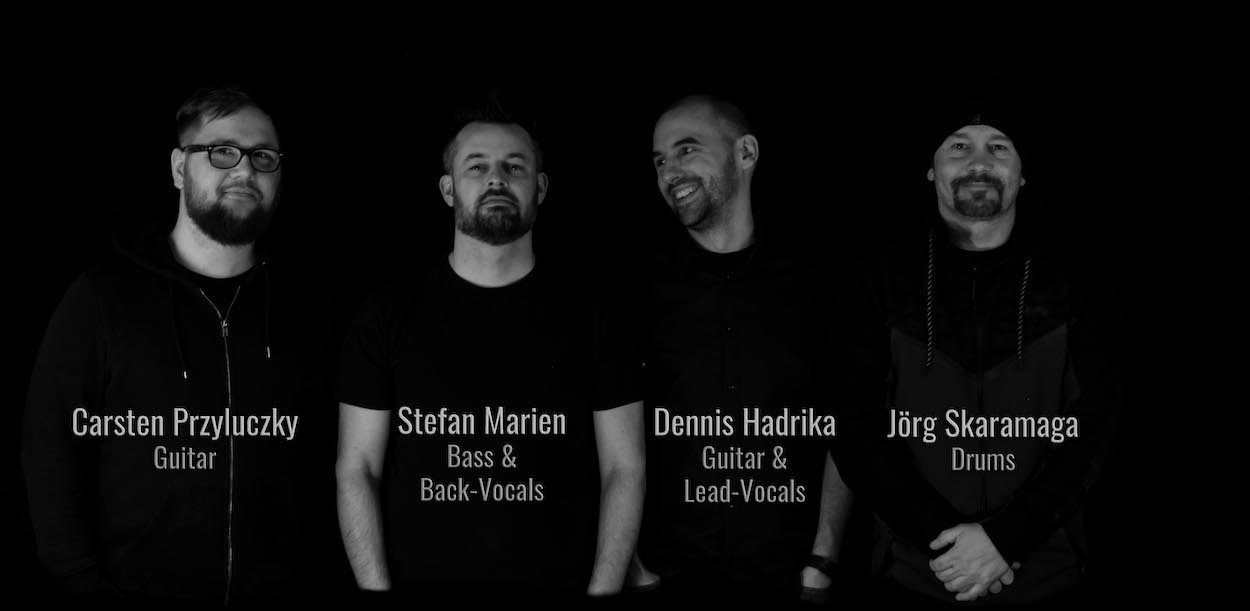 Carsten Przyluczky
Guitar
Stefan Marien
Bass &
Back-Vocals
Dennis Hadrika
Guitar &
Lead-Vocals
Jörg Skaramaga
Drums